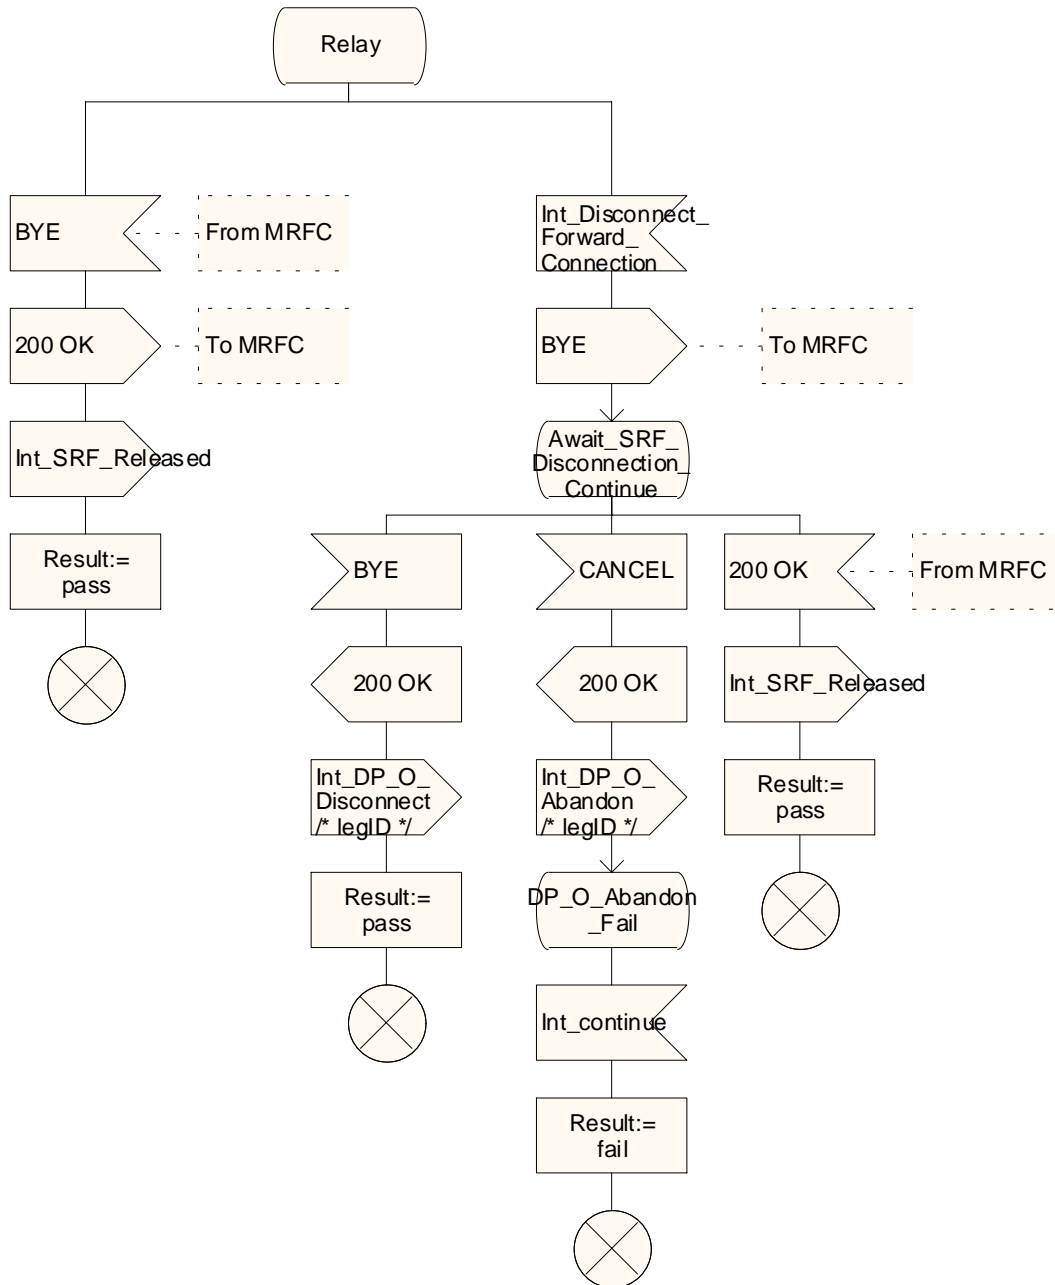 Relay
BYE
From MRFC
Int_Disconnect_
Forward_
Connection
200 OK
To MRFC
BYE
To MRFC
Int_SRF_Released
Await_SRF_
Disconnection_
Continue
Result:=
pass
BYE
CANCEL
200 OK
From MRFC
200 OK
200 OK
Int_SRF_Released
Int_DP_O_
Disconnect
/* legID */
Int_DP_O_
Abandon
/* legID */
Result:=
pass
Result:=
pass
DP_O_Abandon
_Fail
Int_continue
Result:=
fail